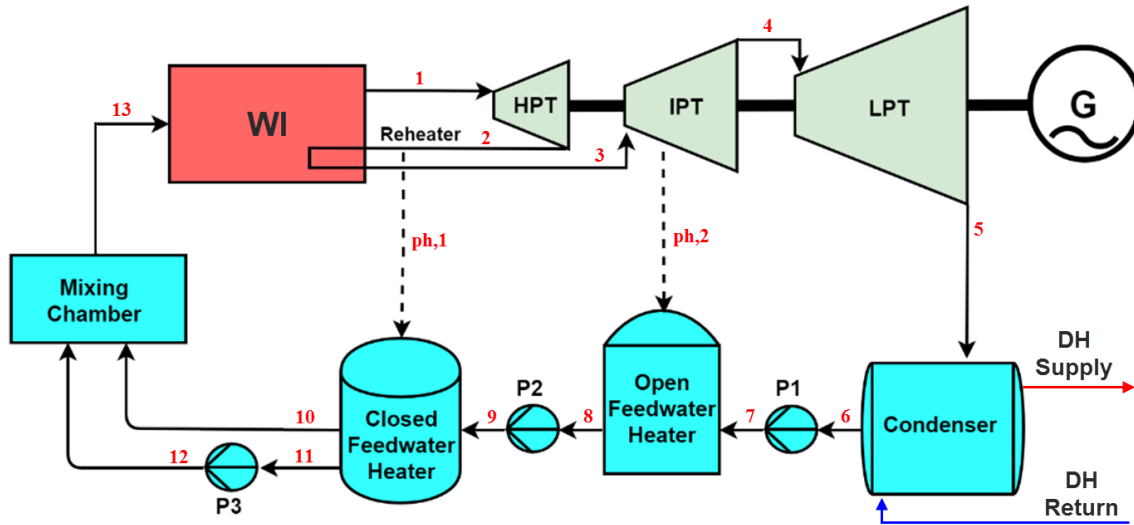 4
1
HPT
IPT
LPT
G
13
WI
Reheater
2
3
ph,1
ph,2
5
Mixing
Chamber
DH
Supply
P2
P1
10
Closed
Feedwater
Heater
9
8
Open
Feedwater
Heater
7
6
Condenser
12
11
P3
DH
Return